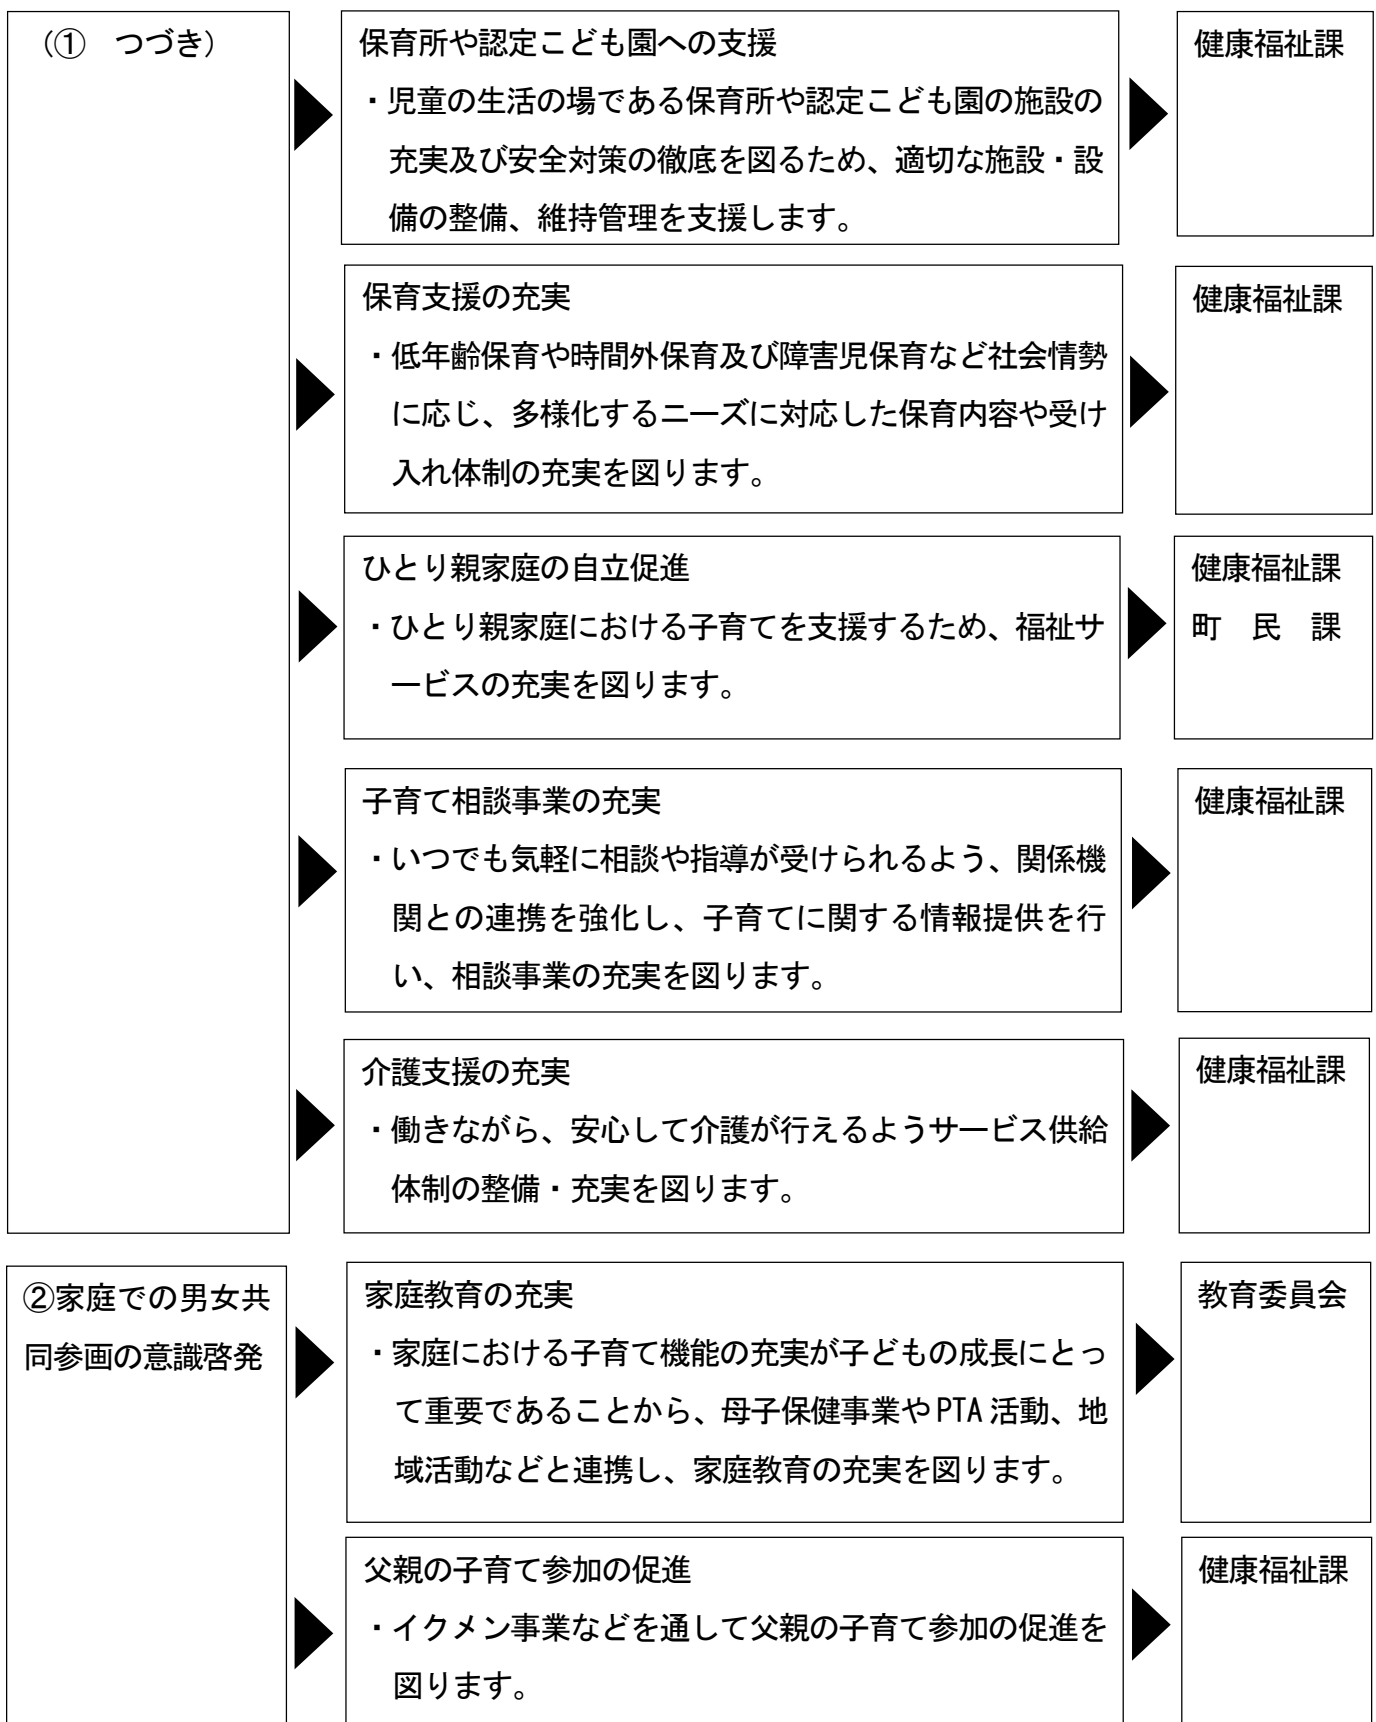 (① つづき)
保育所や認定こども園への支援
・児童の生活の場である保育所や認定こども園の施設の
充実及び安全対策の徹底を図るため、適切な施設・設
備の整備、維持管理を支援します。
健康福祉課
保育支援の充実
・低年齢保育や時間外保育及び障害児保育など社会情勢
に応じ、多様化するニーズに対応した保育内容や受け
入れ体制の充実を図ります。
健康福祉課
ひとり親家庭の自立促進
・ひとり親家庭における子育てを支援するため、福祉サ
ービスの充実を図ります。
健康福祉課
町 民 課
子育て相談事業の充実
・いつでも気軽に相談や指導が受けられるよう、関係機
関との連携を強化し、子育てに関する情報提供を行
い、相談事業の充実を図ります。
健康福祉課
介護支援の充実
・働きながら、安心して介護が行えるようサービス供給
体制の整備・充実を図ります。
健康福祉課
②家庭での男女共
同参画の意識啓発
家庭教育の充実
・家庭における子育て機能の充実が子どもの成長にとっ
て重要であることから、母子保健事業や PTA 活動、地
域活動などと連携し、家庭教育の充実を図ります。
教育委員会
父親の子育て参加の促進
・イクメン事業などを通して父親の子育て参加の促進を
図ります。
健康福祉課